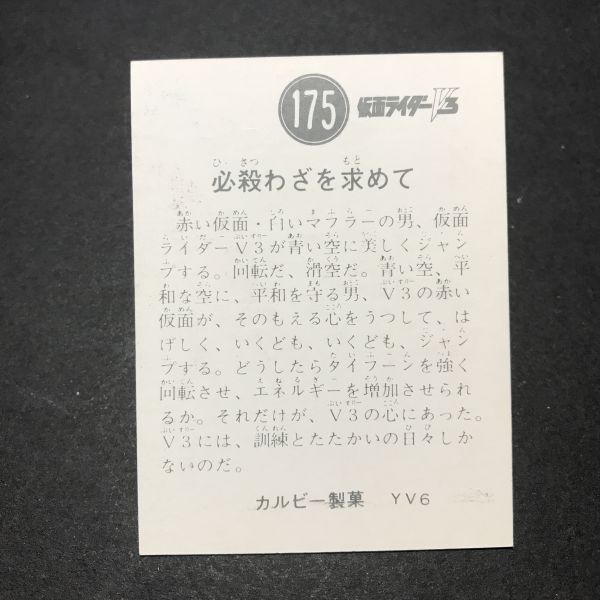 175
仮面ライダーV3
必殺わざを求めて
赤い仮面・白いマフラーの男、仮面
ライダーV3が青い空に美しくジャン
プする。回転だ、滑空だ。青い空、平
和な空に、平和を守る男、V3の赤い
仮面が、そのもえる心をうつして、は
げしく、いくども、いくども、ジャン
プする。どうしたらタイフーンを強く
回転させ、エネルギーを増加させられ
るか。それだけが、V3の心にあった。
V3には、訓練とたたかいの日々しか
ないのだ。
カルビー製菓 YV6